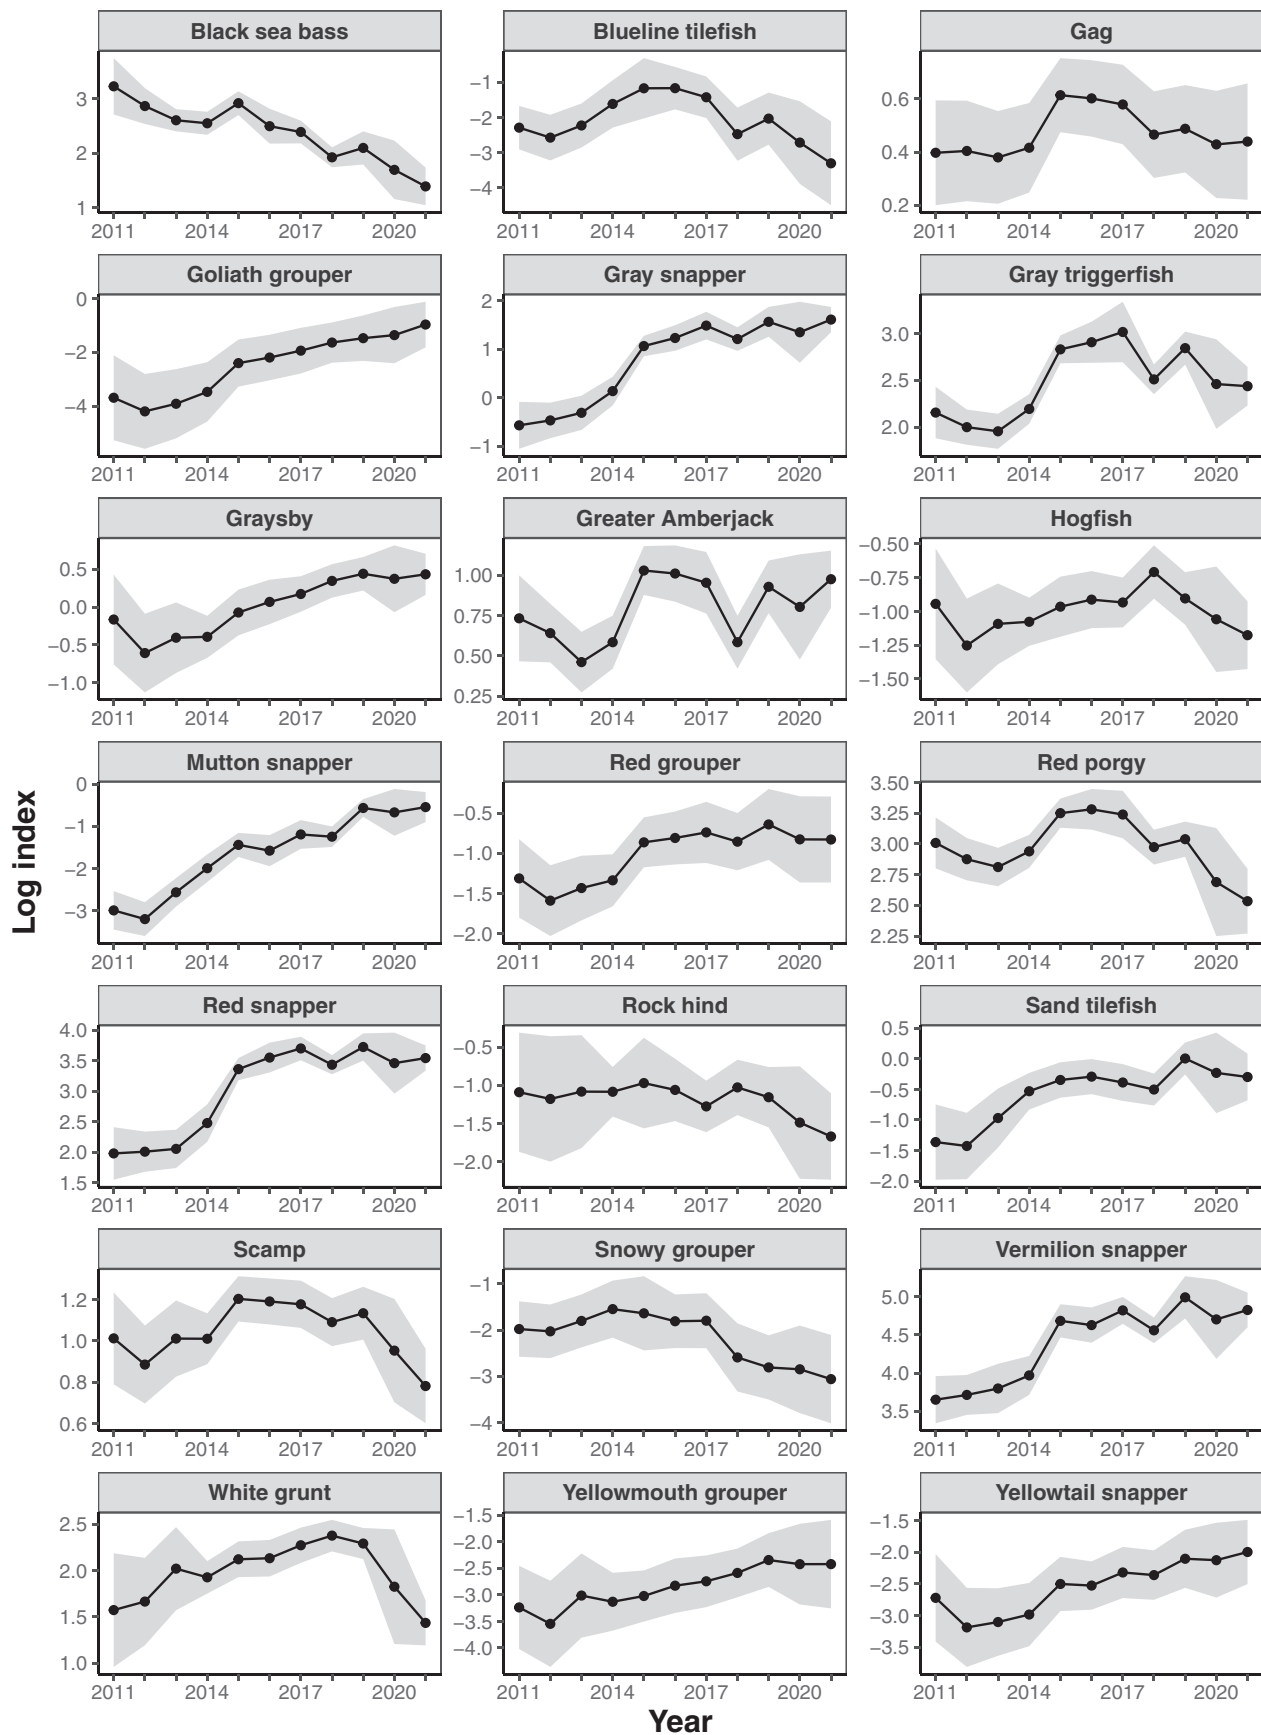 Black sea bass
Blueline tilefish
Gag
3
2
1
−1
−2
−3
−4
0.6
0.4
0.2
2011 2014 2017 2020
2011 2014 2017 2020
2011 2014 2017 2020
Goliath grouper
Gray snapper
Gray triggerfish
0
−2
−4
2
1
0
−1
3.0
2.5
2.0
2011 2014 2017 2020
2011 2014 2017 2020
2011 2014 2017 2020
Graysby
Greater Amberjack
Hogfish
0.5
0.0
−0.5
−1.0
1.00
0.75
0.50
0.25
−0.50
−0.75
−1.00
−1.25
−1.50
2011 2014 2017 2020
2011 2014 2017 2020
2011 2014 2017 2020
Log index
Mutton snapper
Red grouper
Red porgy
0
−1
−2
−3
−0.5
−1.0
−1.5
−2.0
3.50
3.25
3.00
2.75
2.50
2.25
2011 2014 2017 2020
2011 2014 2017 2020
2011 2014 2017 2020
Red snapper
Rock hind
Sand tilefish
4.0
3.5
3.0
2.5
2.0
1.5
−0.5
−1.0
−1.5
−2.0
0.5
0.0
−0.5
−1.0
−1.5
−2.0
2011 2014 2017 2020
2011 2014 2017 2020
2011 2014 2017 2020
Scamp
Snowy grouper
Vermilion snapper
1.2
1.0
0.8
0.6
−1
−2
−3
−4
5.0
4.5
4.0
3.5
2011 2014 2017 2020
2011 2014 2017 2020
2011 2014 2017 2020
White grunt
Yellowmouth grouper
Yellowtail snapper
2.5
2.0
1.5
1.0
−1.5
−2.0
−2.5
−3.0
−3.5
−4.0
−1.5
−2.0
−2.5
−3.0
−3.5
2011 2014 2017 2020
2011 2014 2017 2020
2011 2014 2017 2020
Year